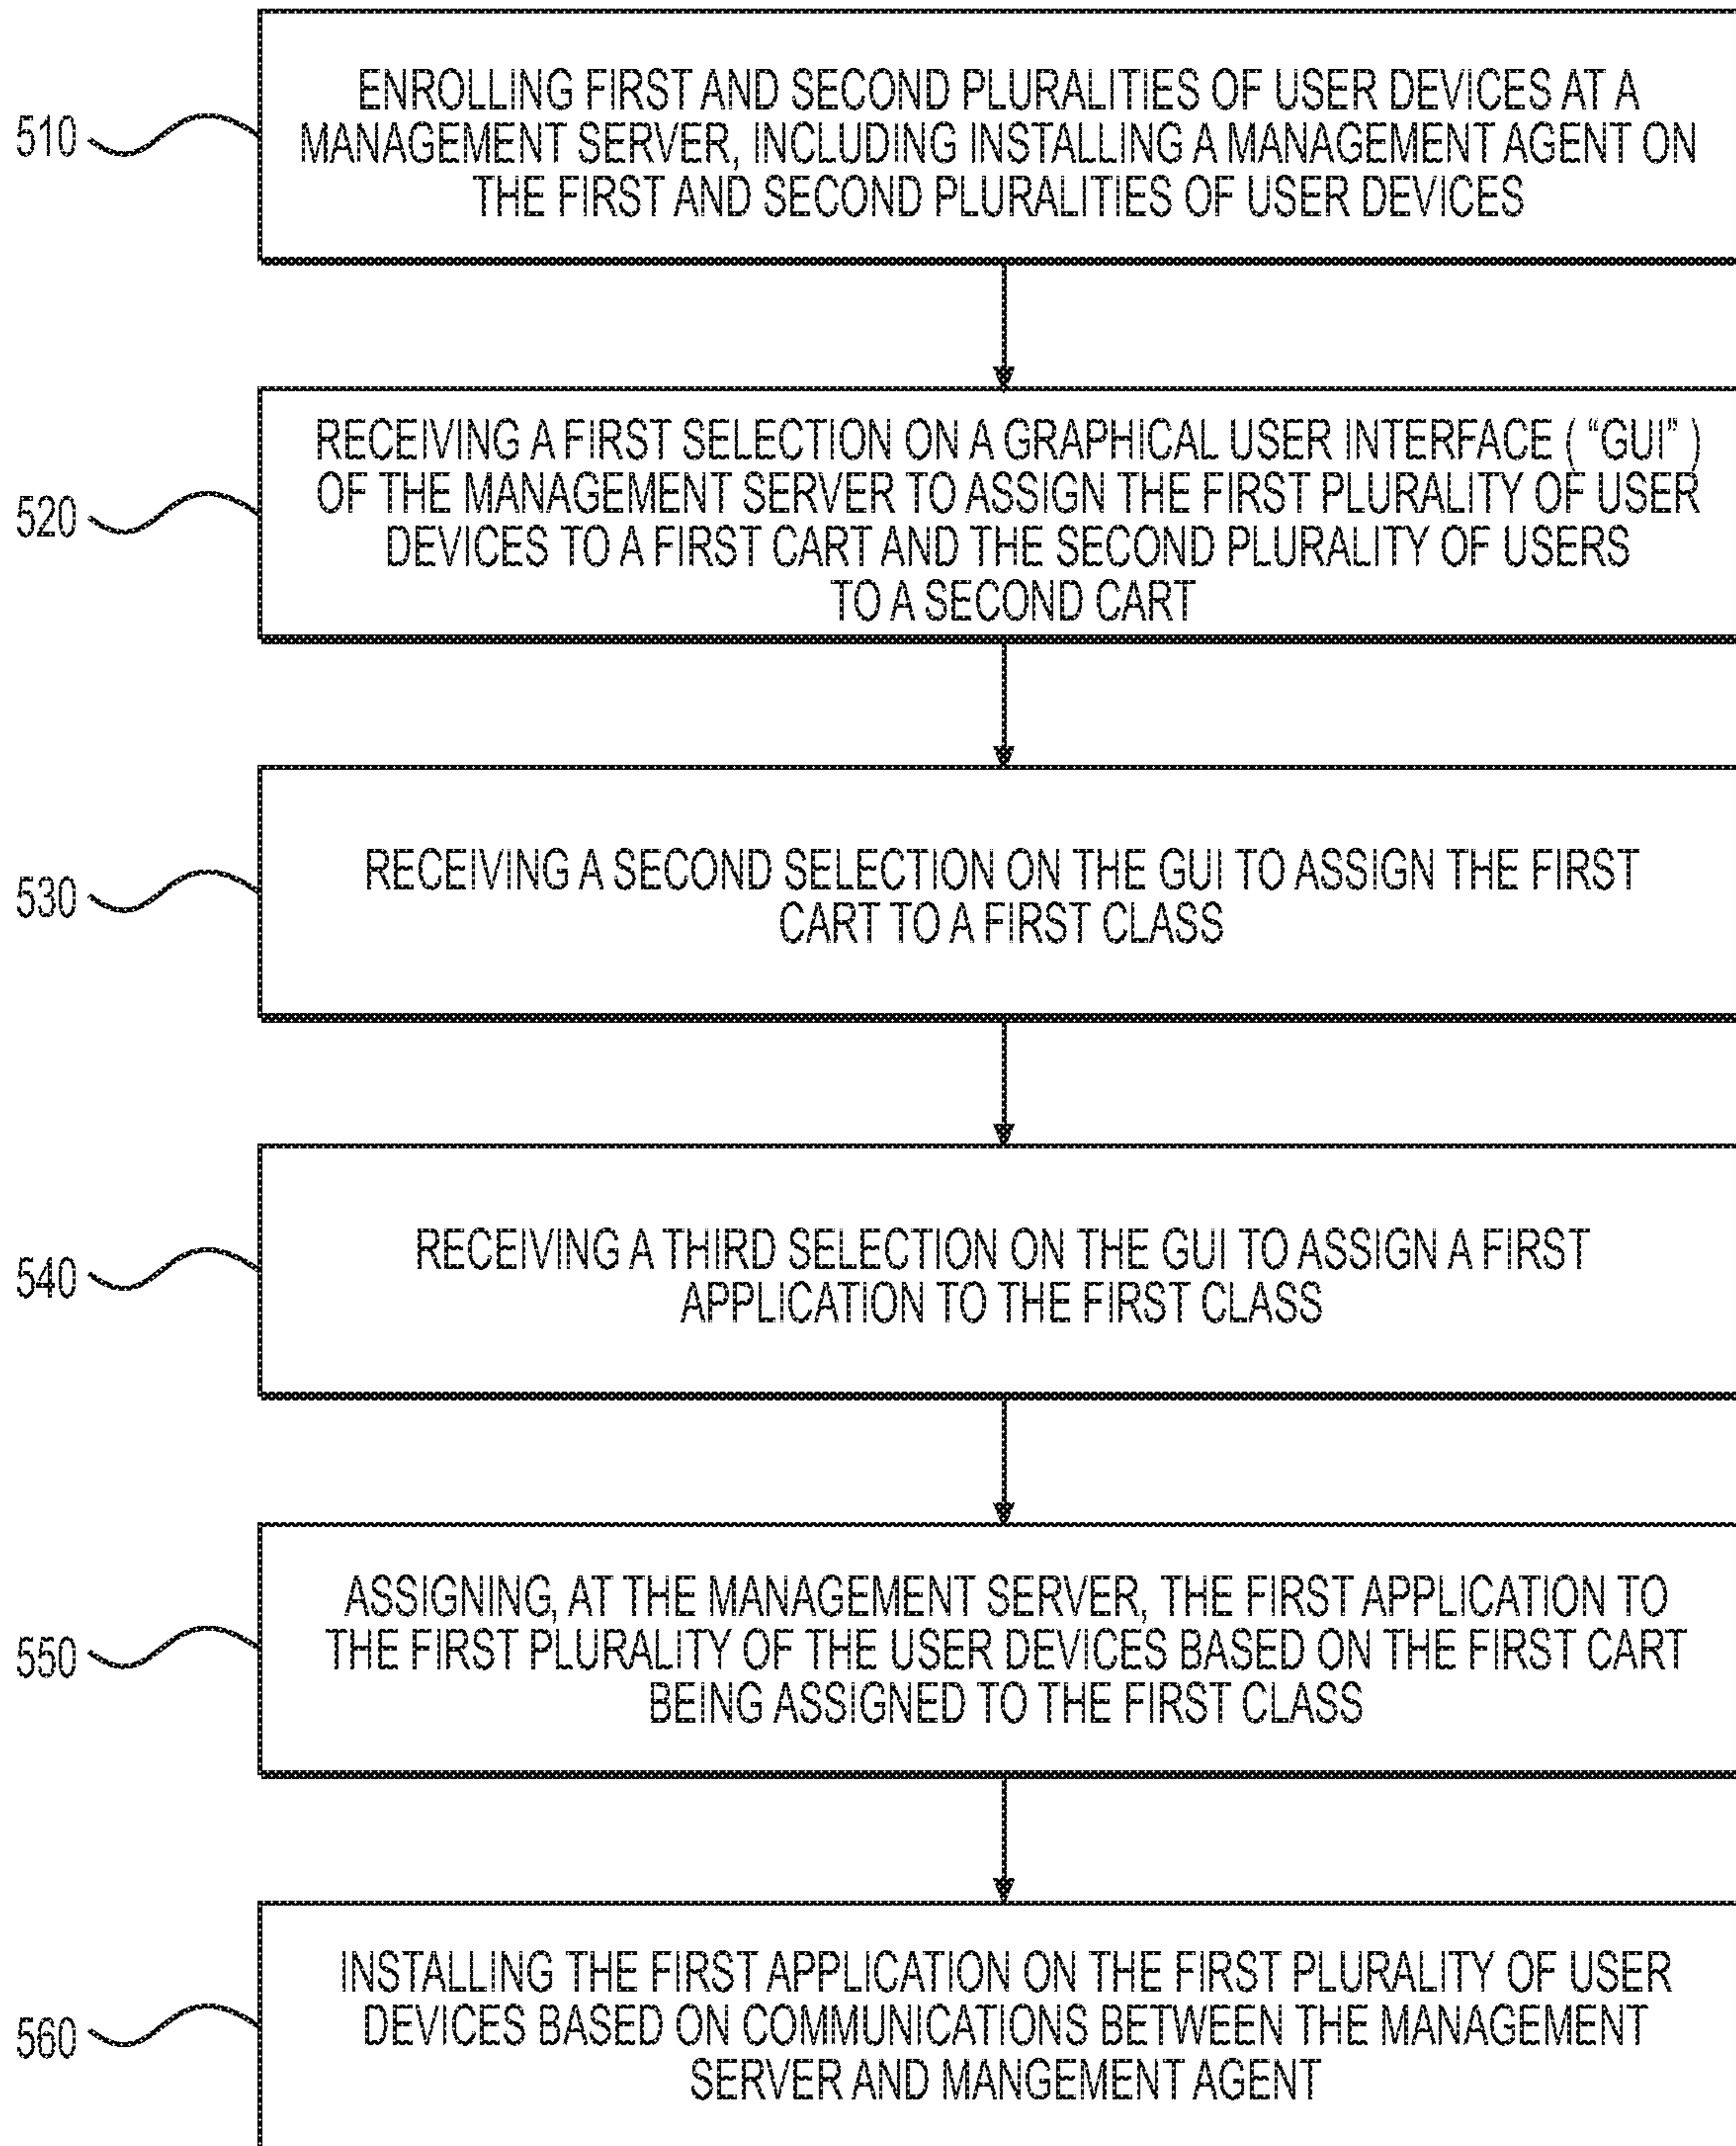 510
ENROLLING FIRST AND SECOND PLURALITIES OF USER DEVICES AT A
MANAGEMENT SERVER, INCLUDING INSTALLING A MANAGEMENT AGENT ON
THE FIRST AND SECOND PLURALITIES OF USER DEVICES
520
RECEIVING A FIRST SELECTION ON A GRAPHICAL USER INTERFACE ( “GUI” )
OF THE MANAGEMENT SERVER TO ASSIGN THE FIRST PLURALITY OF USER
DEVICES TO A FIRST CART AND THE SECOND PLURALITY OF USERS
TO A SECOND CART
530
RECEIVING A SECOND SELECTION ON THE GUI TO ASSIGN THE FIRST
CART TO A FIRST CLASS
540
RECEIVING A THIRD SELECTION ON THE GUI TO ASSIGN A FIRST
APPLICATION TO THE FIRST CLASS
550
ASSIGNING, AT THE MANAGEMENT SERVER, THE FIRST APPLICATION TO
THE FIRST PLURALITY OF THE USER DEVICES BASED ON THE FIRST CART
BEING ASSIGNED TO THE FIRST CLASS
560
INSTALLING THE FIRST APPLICATION ON THE FIRST PLURALITY OF USER
DEVICES BASED ON COMMUNICATIONS BETWEEN THE MANAGEMENT
SERVER AND MANGEMENT AGENT